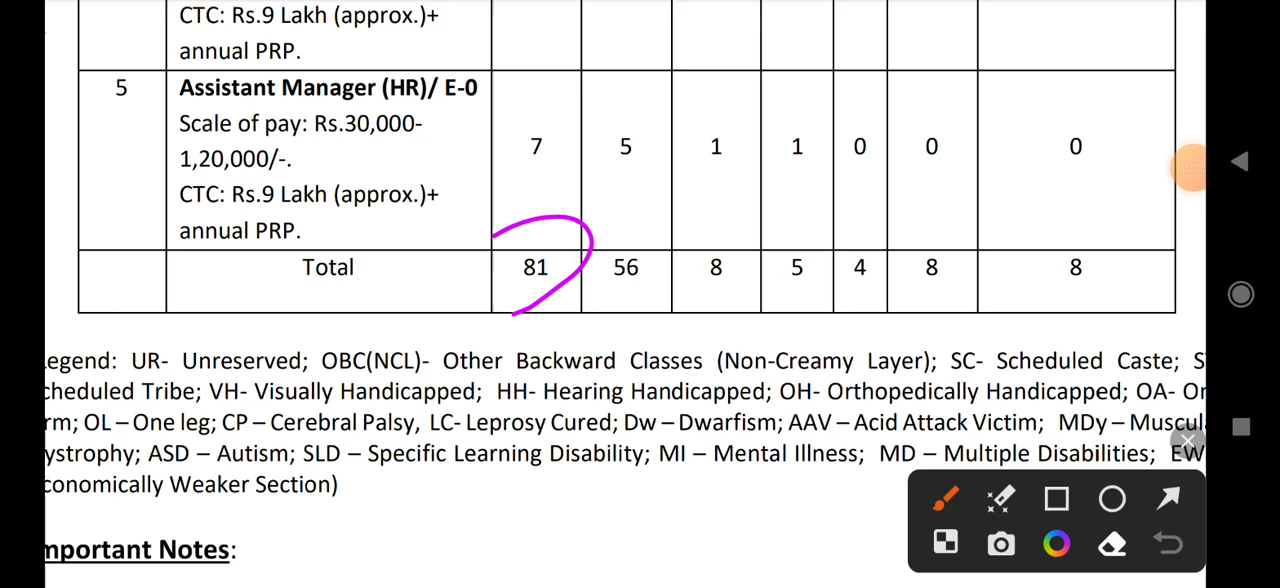 CTC: Rs.9 Lakh (approx.)+
annual PRP.
5 Assistant Manager (HR)/ E-0
Scale of pay: Rs.30,000-
1,20,000/-.
CTC: Rs.9 Lakh (approx.)+
annual PRP.
7 5 1 1 0 0 0
Total 81 56 8 5 4 8 8
egend: UR- Unreserved; OBC(NCL)- Other Backward Classes (Non-Creamy Layer); SC- Scheduled Caste; S
cheduled Tribe; VH- Visually Handicapped; HH- Hearing Handicapped; OH- Orthopedically Handicapped; OA- On
rm; OL – One leg; CP – Cerebral Palsy, LC- Leprosy Cured; Dw – Dwarfism; AAV – Acid Attack Victim; MDy – Muscul
ystrophy; ASD – Autism; SLD – Specific Learning Disability; MI – Mental Illness; MD – Multiple Disabilities; EW
conomically Weaker Section)
mportant Notes: